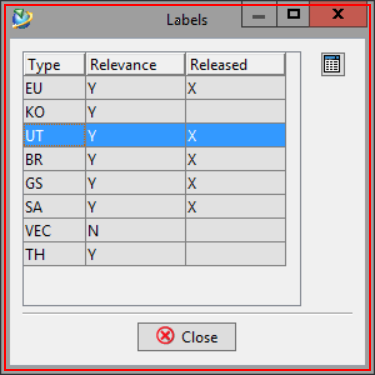 Labels
Type Relevance Released
EU Y X
KO Y
UT Y X
BR Y X
GS Y X
SA Y X
VEC N
TH Y
Close